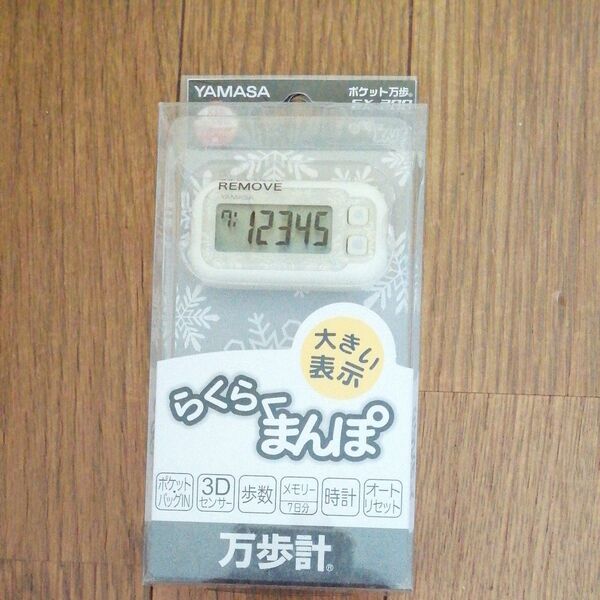 YAMASA
ポケット万歩®
EX-200
REMOVE
YAMASA
12345
大きい
表示
らくらく
まんぽ
ポケット
バッグIN
3D
センサー
歩数
メモリー
7日分
時計
オート
リセット
万歩計®